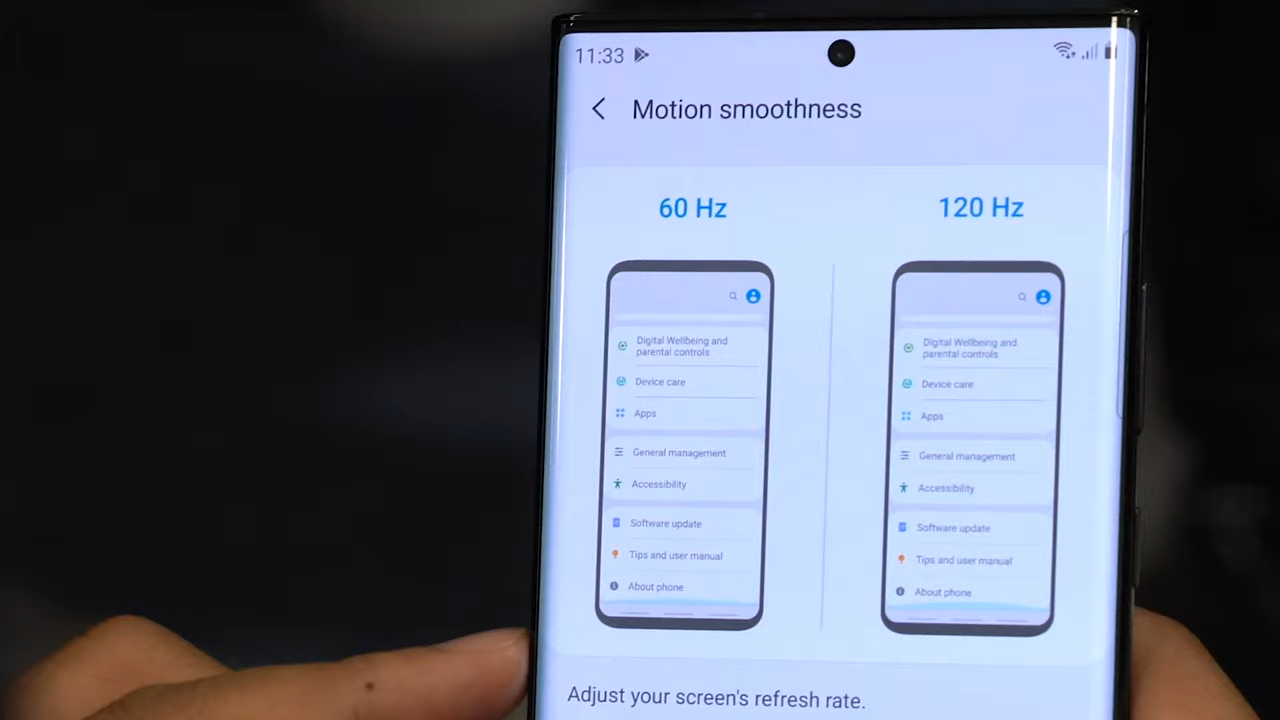 11:33
Motion smoothness
60 Hz
120 Hz
Digital Wellbeing and
parental controls
Device care
Apps
General management
Accessibility
Software update
Tips and user manual
About phone
Digital Wellbeing and
parental controls
Device care
Apps
General management
Accessibility
Software update
Tips and user manual
About phone
Adjust your screen's refresh rate.